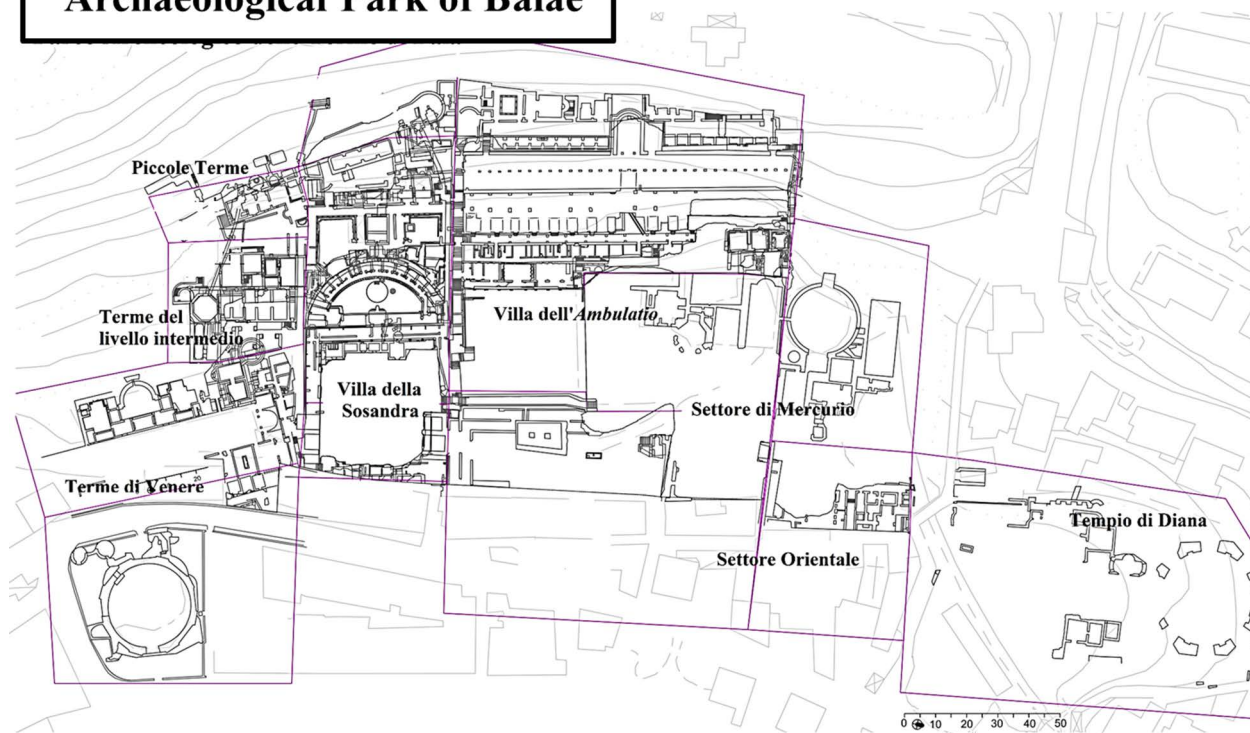 Archaeological Park of Baiae
Piccole Terme
Terme del
livello intermedio
Villa dell'Ambulatio
Villa della
Sosandra
Settore di Mercurio
Terme di Venere
Tempio di Diana
Settore Orientale
0 10 20 30 40 50